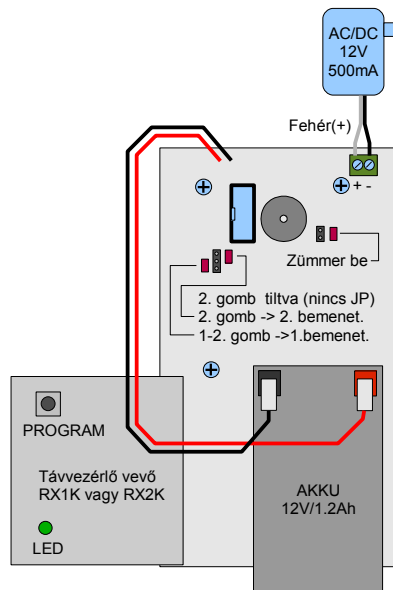 AC/DC
12V
500mA
Fehér(+)
+ -
Zümmer be
2. gomb tiltva (nincs JP)
2. gomb -> 2. bemenet.
1-2. gomb ->1.bemenet.
PROGRAM
Távvezérlő vevő
RX1K vagy RX2K
LED
AKKU
12V/1.2Ah